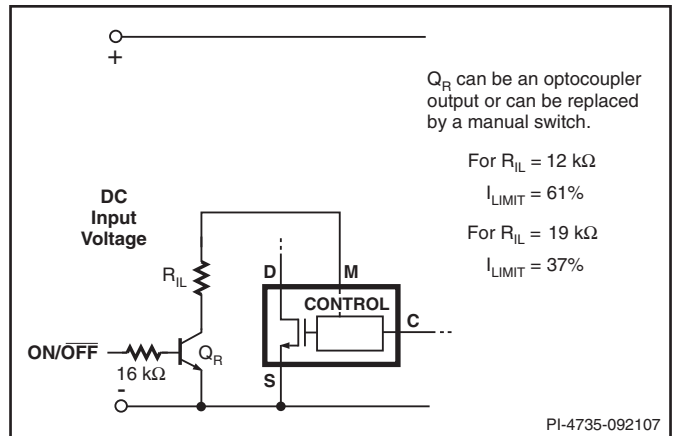 +
Q_R can be an optocoupler
output or can be replaced
by a manual switch.
For R_IL = 12 kΩ
I_LIMIT = 61%
For R_IL = 19 kΩ
I_LIMIT = 37%
DC
Input
Voltage
R_IL
D
M
CONTROL
C
ON/O̅F̅F̅
16 kΩ
Q_R
S
-
PI-4735-092107